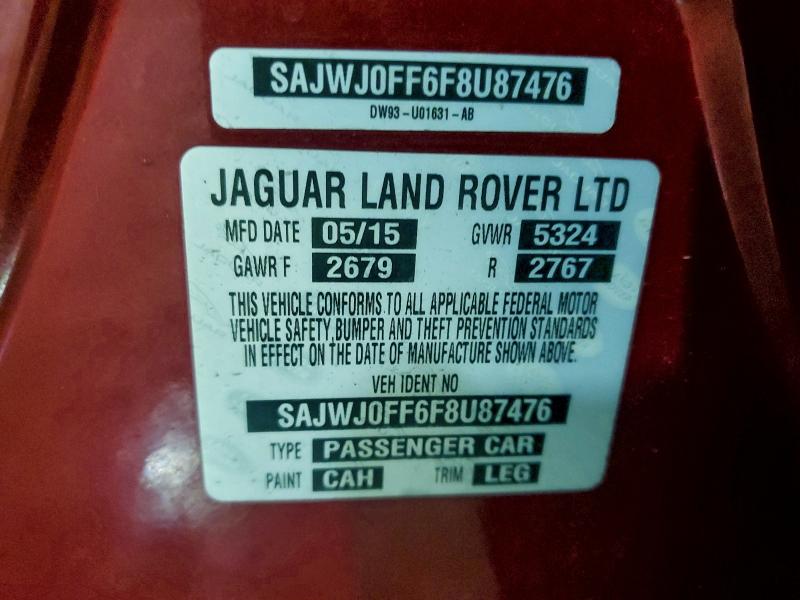 SAJWJ0FF6F8U87476
DW93-U01631-AB
JAGUAR LAND ROVER LTD
MFD DATE 05/15 GVWR 5324
GAWR F 2679 R 2767
THIS VEHICLE CONFORMS TO ALL APPLICABLE FEDERAL MOTOR
VEHICLE SAFETY, BUMPER AND THEFT PREVENTION STANDARDS
IN EFFECT ON THE DATE OF MANUFACTURE SHOWN ABOVE.
VEH IDENT NO
SAJWJ0FF6F8U87476
TYPE PASSENGER CAR
PAINT CAH TRIM LEG